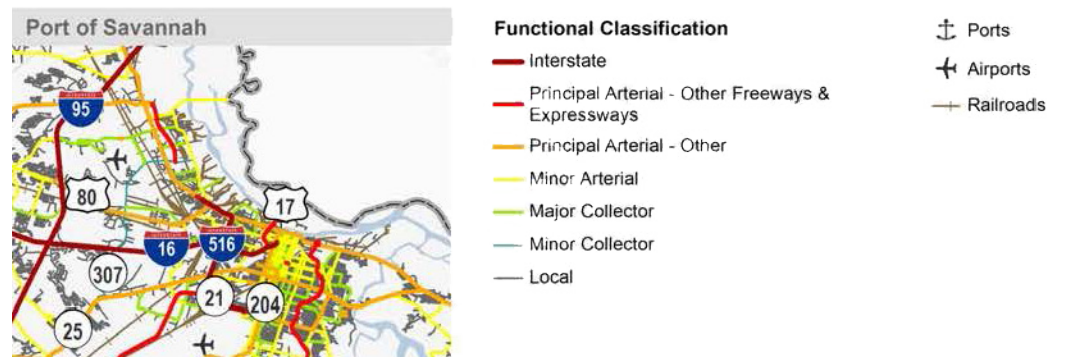 Port of Savannah
95
80
17
16
516
307
21
204
25
Functional Classification
Interstate
Principal Arterial - Other Freeways &
Expressways
Principal Arterial - Other
Minor Arterial
Major Collector
Minor Collector
Local
Ports
Airports
Railroads